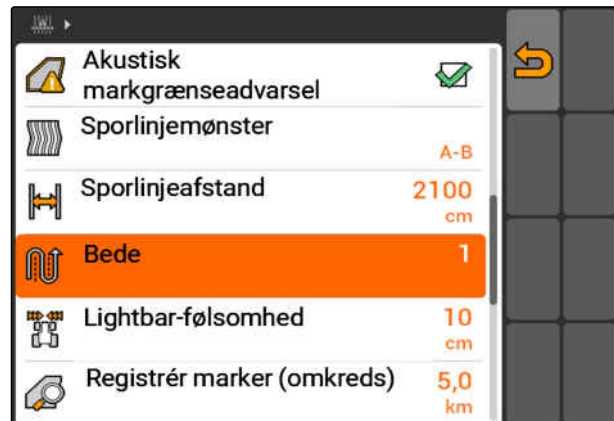 Akustisk
markgrænseadvarsel
Sporlinjemønster
A-B
Sporlinjeafstand 2100
cm
Bede 1
Lightbar-følsomhed 10
cm
Registrér marker (omkreds) 5,0
km